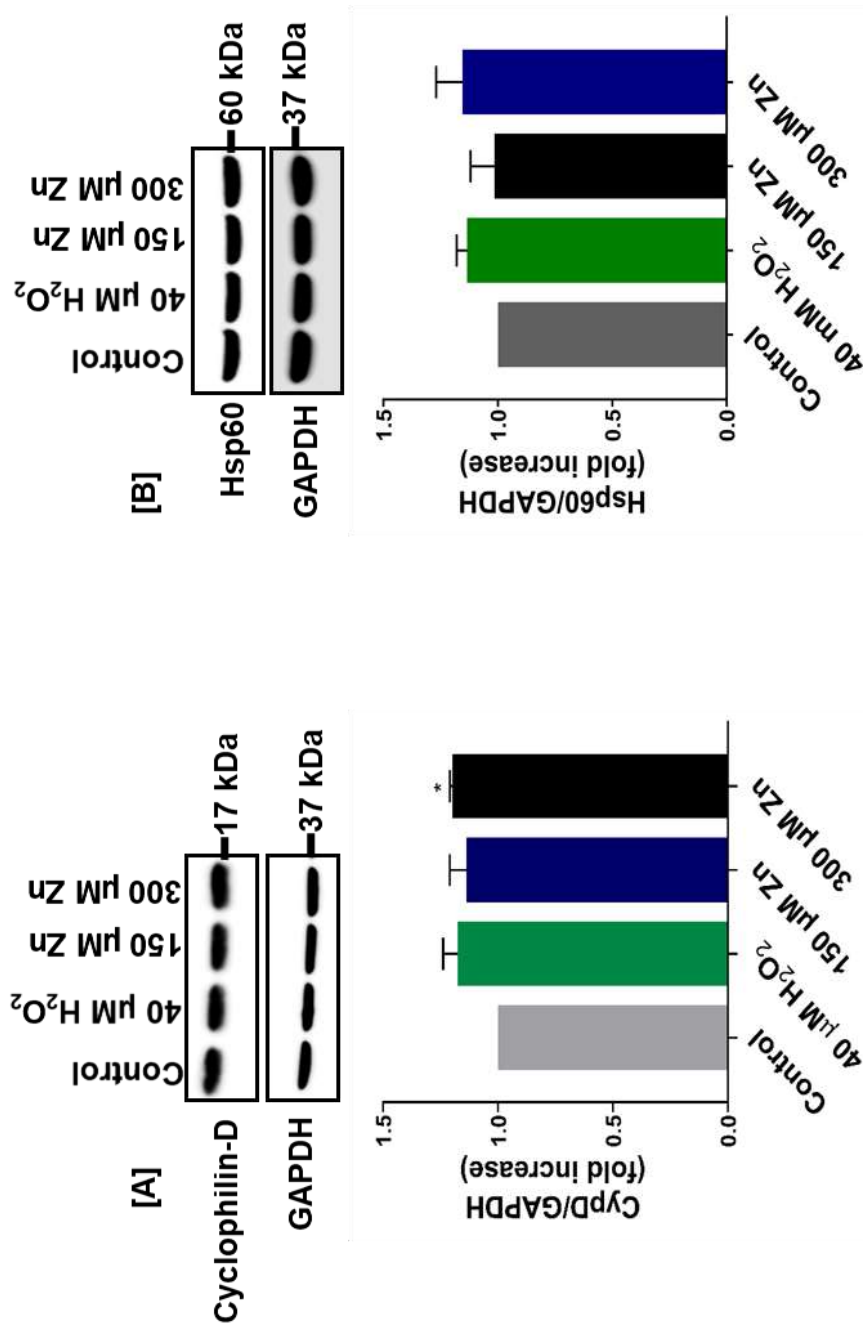 [A]
Control
40 µM H₂O₂
150 µM Zn
300 µM Zn
Cyclophilin-D
17 kDa
GAPDH
37 kDa
CypD/GAPDH
(fold increase)
1.5
1.0
0.5
0.0
Control
40 µM H₂O₂
150 µM Zn
300 µM Zn
*
[B]
Control
40 µM H₂O₂
150 µM Zn
300 µM Zn
Hsp60
60 kDa
GAPDH
37 kDa
Hsp60/GAPDH
(fold increase)
1.5
1.0
0.5
0.0
Control
40 mM H₂O₂
150 µM Zn
300 µM Zn